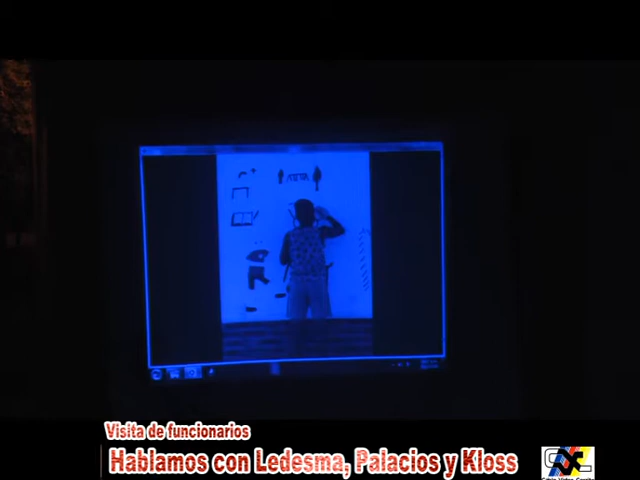 Visita de funcionarios
Hablamos con Ledesma, Palacios y Kloss